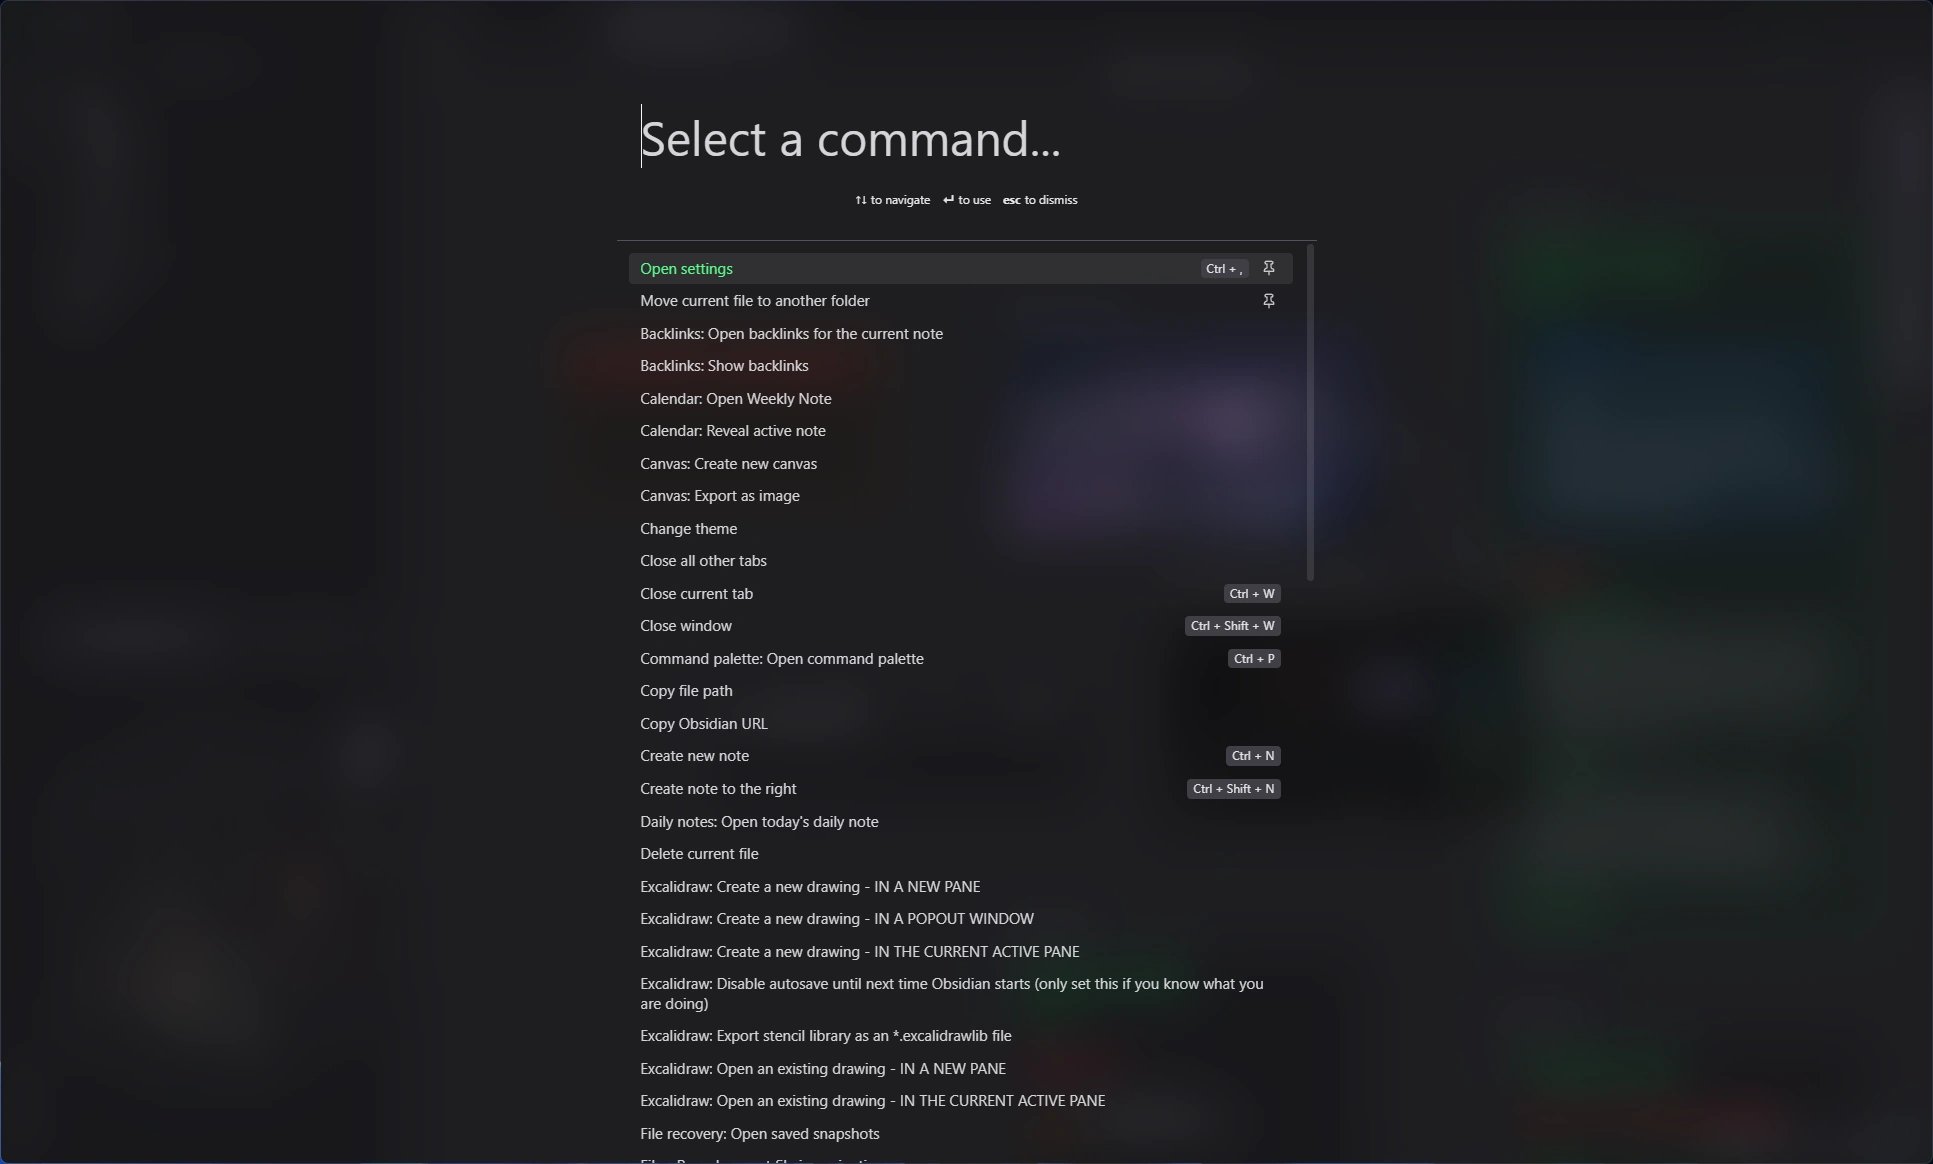 Select a command...
↑↓ to navigate ↵ to use esc to dismiss
Open settings Ctrl + ,
Move current file to another folder
Backlinks: Open backlinks for the current note
Backlinks: Show backlinks
Calendar: Open Weekly Note
Calendar: Reveal active note
Canvas: Create new canvas
Canvas: Export as image
Change theme
Close all other tabs
Close current tab Ctrl + W
Close window Ctrl + Shift + W
Command palette: Open command palette Ctrl + P
Copy file path
Copy Obsidian URL
Create new note Ctrl + N
Create note to the right Ctrl + Shift + N
Daily notes: Open today's daily note
Delete current file
Excalidraw: Create a new drawing - IN A NEW PANE
Excalidraw: Create a new drawing - IN A POPOUT WINDOW
Excalidraw: Create a new drawing - IN THE CURRENT ACTIVE PANE
Excalidraw: Disable autosave until next time Obsidian starts (only set this if you know what you
are doing)
Excalidraw: Export stencil library as an *.excalidrawlib file
Excalidraw: Open an existing drawing - IN A NEW PANE
Excalidraw: Open an existing drawing - IN THE CURRENT ACTIVE PANE
File recovery: Open saved snapshots